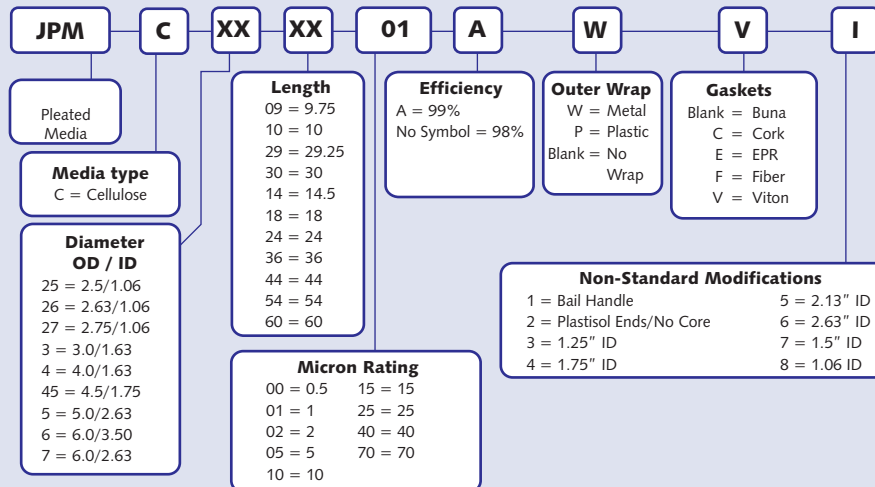 JPM C XX XX 01 A W V I
Pleated
Media
Media type
C = Cellulose
Diameter
OD / ID
25 = 2.5/1.06
26 = 2.63/1.06
27 = 2.75/1.06
3 = 3.0/1.63
4 = 4.0/1.63
45 = 4.5/1.75
5 = 5.0/2.63
6 = 6.0/3.50
7 = 6.0/2.63
Length
09 = 9.75
10 = 10
29 = 29.25
30 = 30
14 = 14.5
18 = 18
24 = 24
36 = 36
44 = 44
54 = 54
60 = 60
Micron Rating
00 = 0.5 15 = 15
01 = 1 25 = 25
02 = 2 40 = 40
05 = 5 70 = 70
10 = 10
Efficiency
A = 99%
No Symbol = 98%
Outer Wrap
W = Metal
P = Plastic
Blank = No
Wrap
Gaskets
Blank = Buna
C = Cork
E = EPR
F = Fiber
V = Viton
Non-Standard Modifications
1 = Bail Handle 5 = 2.13" ID
2 = Plastisol Ends/No Core 6 = 2.63" ID
3 = 1.25" ID 7 = 1.5" ID
4 = 1.75" ID 8 = 1.06 ID